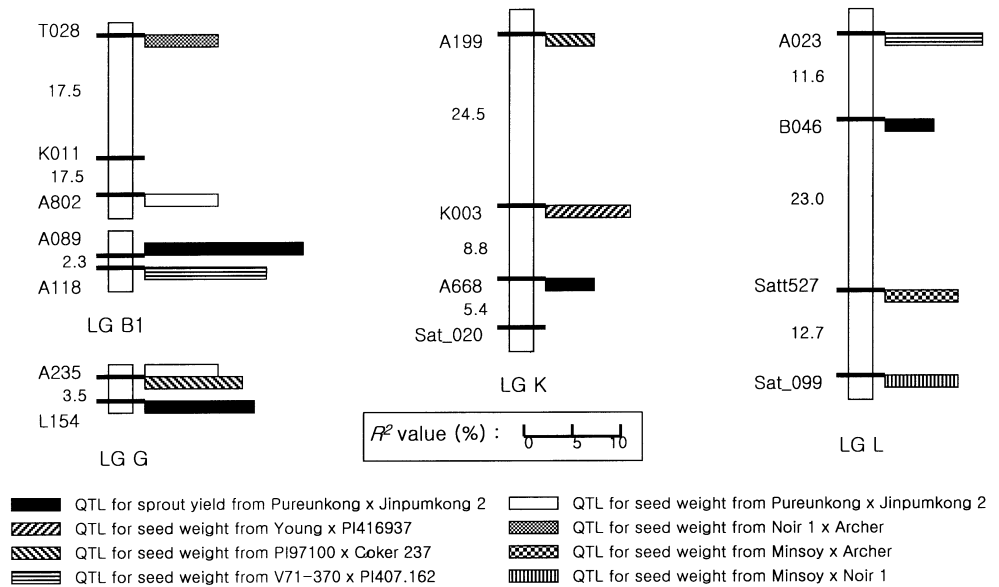 T028
17.5
K011
17.5
A802
A089
2.3
A118
LG B1
A235
3.5
L154
LG G
A199
24.5
K003
8.8
A668
5.4
Sat_020
LG K
R² value (%) : 0 5 10
A023
11.6
B046
23.0
Satt527
12.7
Sat_099
LG L
QTL for sprout yield from Pureunkong x Jinpumkong 2
QTL for seed weight from Young x PI416937
QTL for seed weight from PI97100 x Coker 237
QTL for seed weight from V71-370 x PI407.162
QTL for seed weight from Pureunkong x Jinpumkong 2
QTL for seed weight from Noir 1 x Archer
QTL for seed weight from Minsoy x Archer
QTL for seed weight from Minsoy x Noir 1